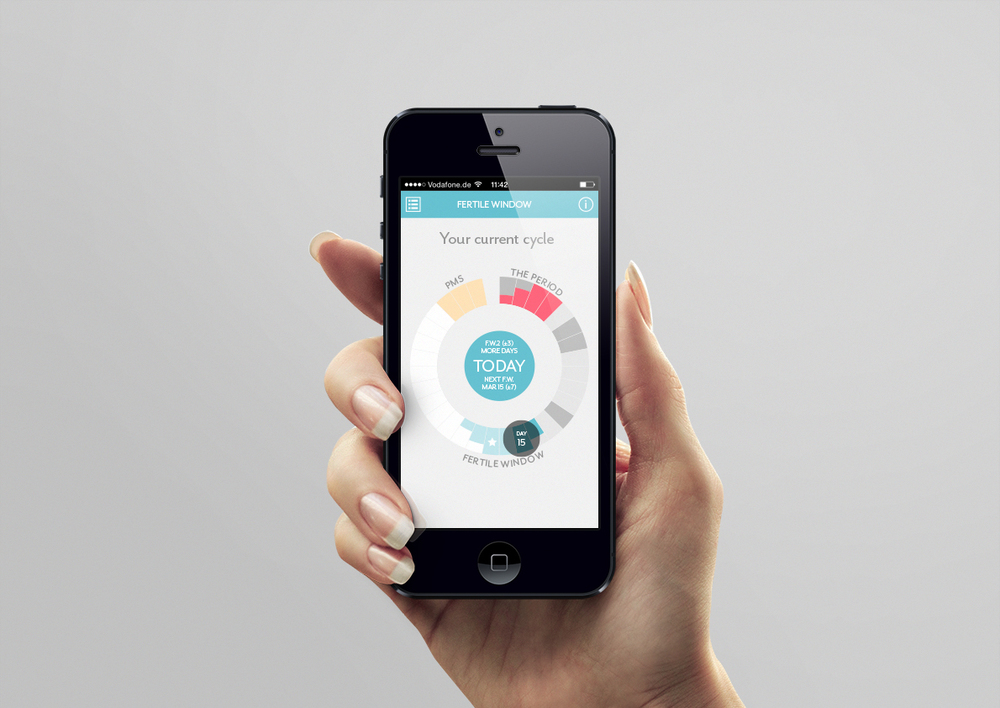 Vodafone.de 11:42
FERTILE WINDOW
i
Your current cycle
PMS
THE PERIOD
F.W.2 (±3)
MORE DAYS
TODAY
NEXT F.W.
MAR 15 (±7)
DAY
15
FERTILE WINDOW